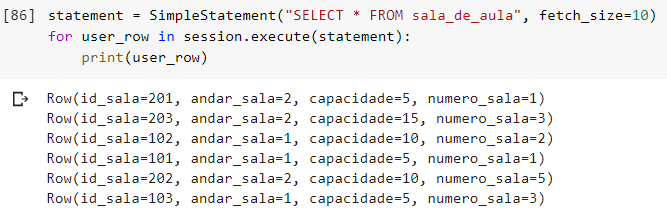 [86] statement = SimpleStatement("SELECT * FROM sala_de_aula", fetch_size=10)
for user_row in session.execute(statement):
    print(user_row)
Row(id_sala=201, andar_sala=2, capacidade=5, numero_sala=1)
Row(id_sala=203, andar_sala=2, capacidade=15, numero_sala=3)
Row(id_sala=102, andar_sala=1, capacidade=10, numero_sala=2)
Row(id_sala=101, andar_sala=1, capacidade=5, numero_sala=1)
Row(id_sala=202, andar_sala=2, capacidade=10, numero_sala=5)
Row(id_sala=103, andar_sala=1, capacidade=5, numero_sala=3)